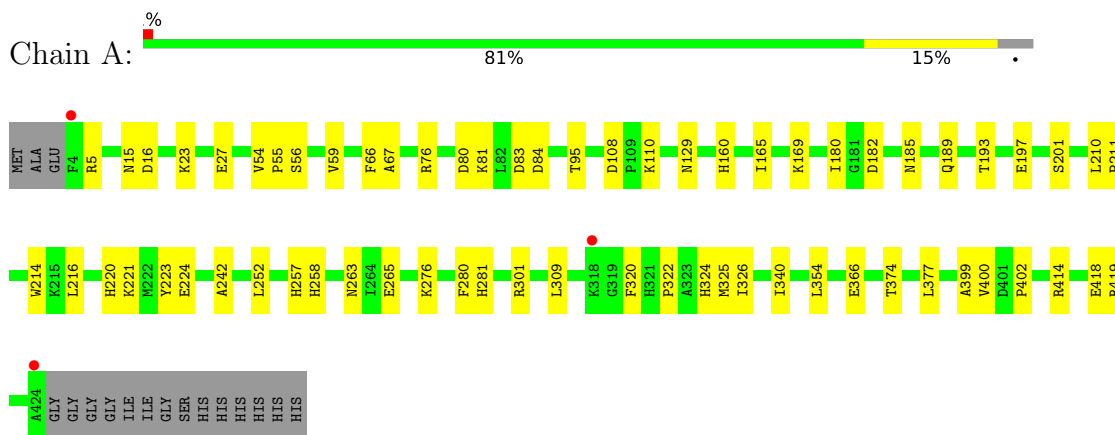 .%
Chain A:
81% 15% •
MET ALA GLU F4 R5 N15 D16 K23 E27 V54 P55 S56 V59 F66 A67 R76 D80 K81 L82 D83 D84 T95 D108 P109 K110 N129 H160 I165 K169 I180 G181 D182 N185 Q189 T193 E197 S201 L210
W214 K215 L216 H220 K221 M222 Y223 E224 A242 L252 H257 H258 N263 I264 E265 K276 F280 H281 R301 L309 K318 G319 F320 H321 P322 A323 H324 M325 I326 I340 L354 E366 T374 L377 A399 V400 D401 P402 R414 E418
A424 GLY GLY GLY GLY ILE ILE GLY SER HIS HIS HIS HIS HIS HIS